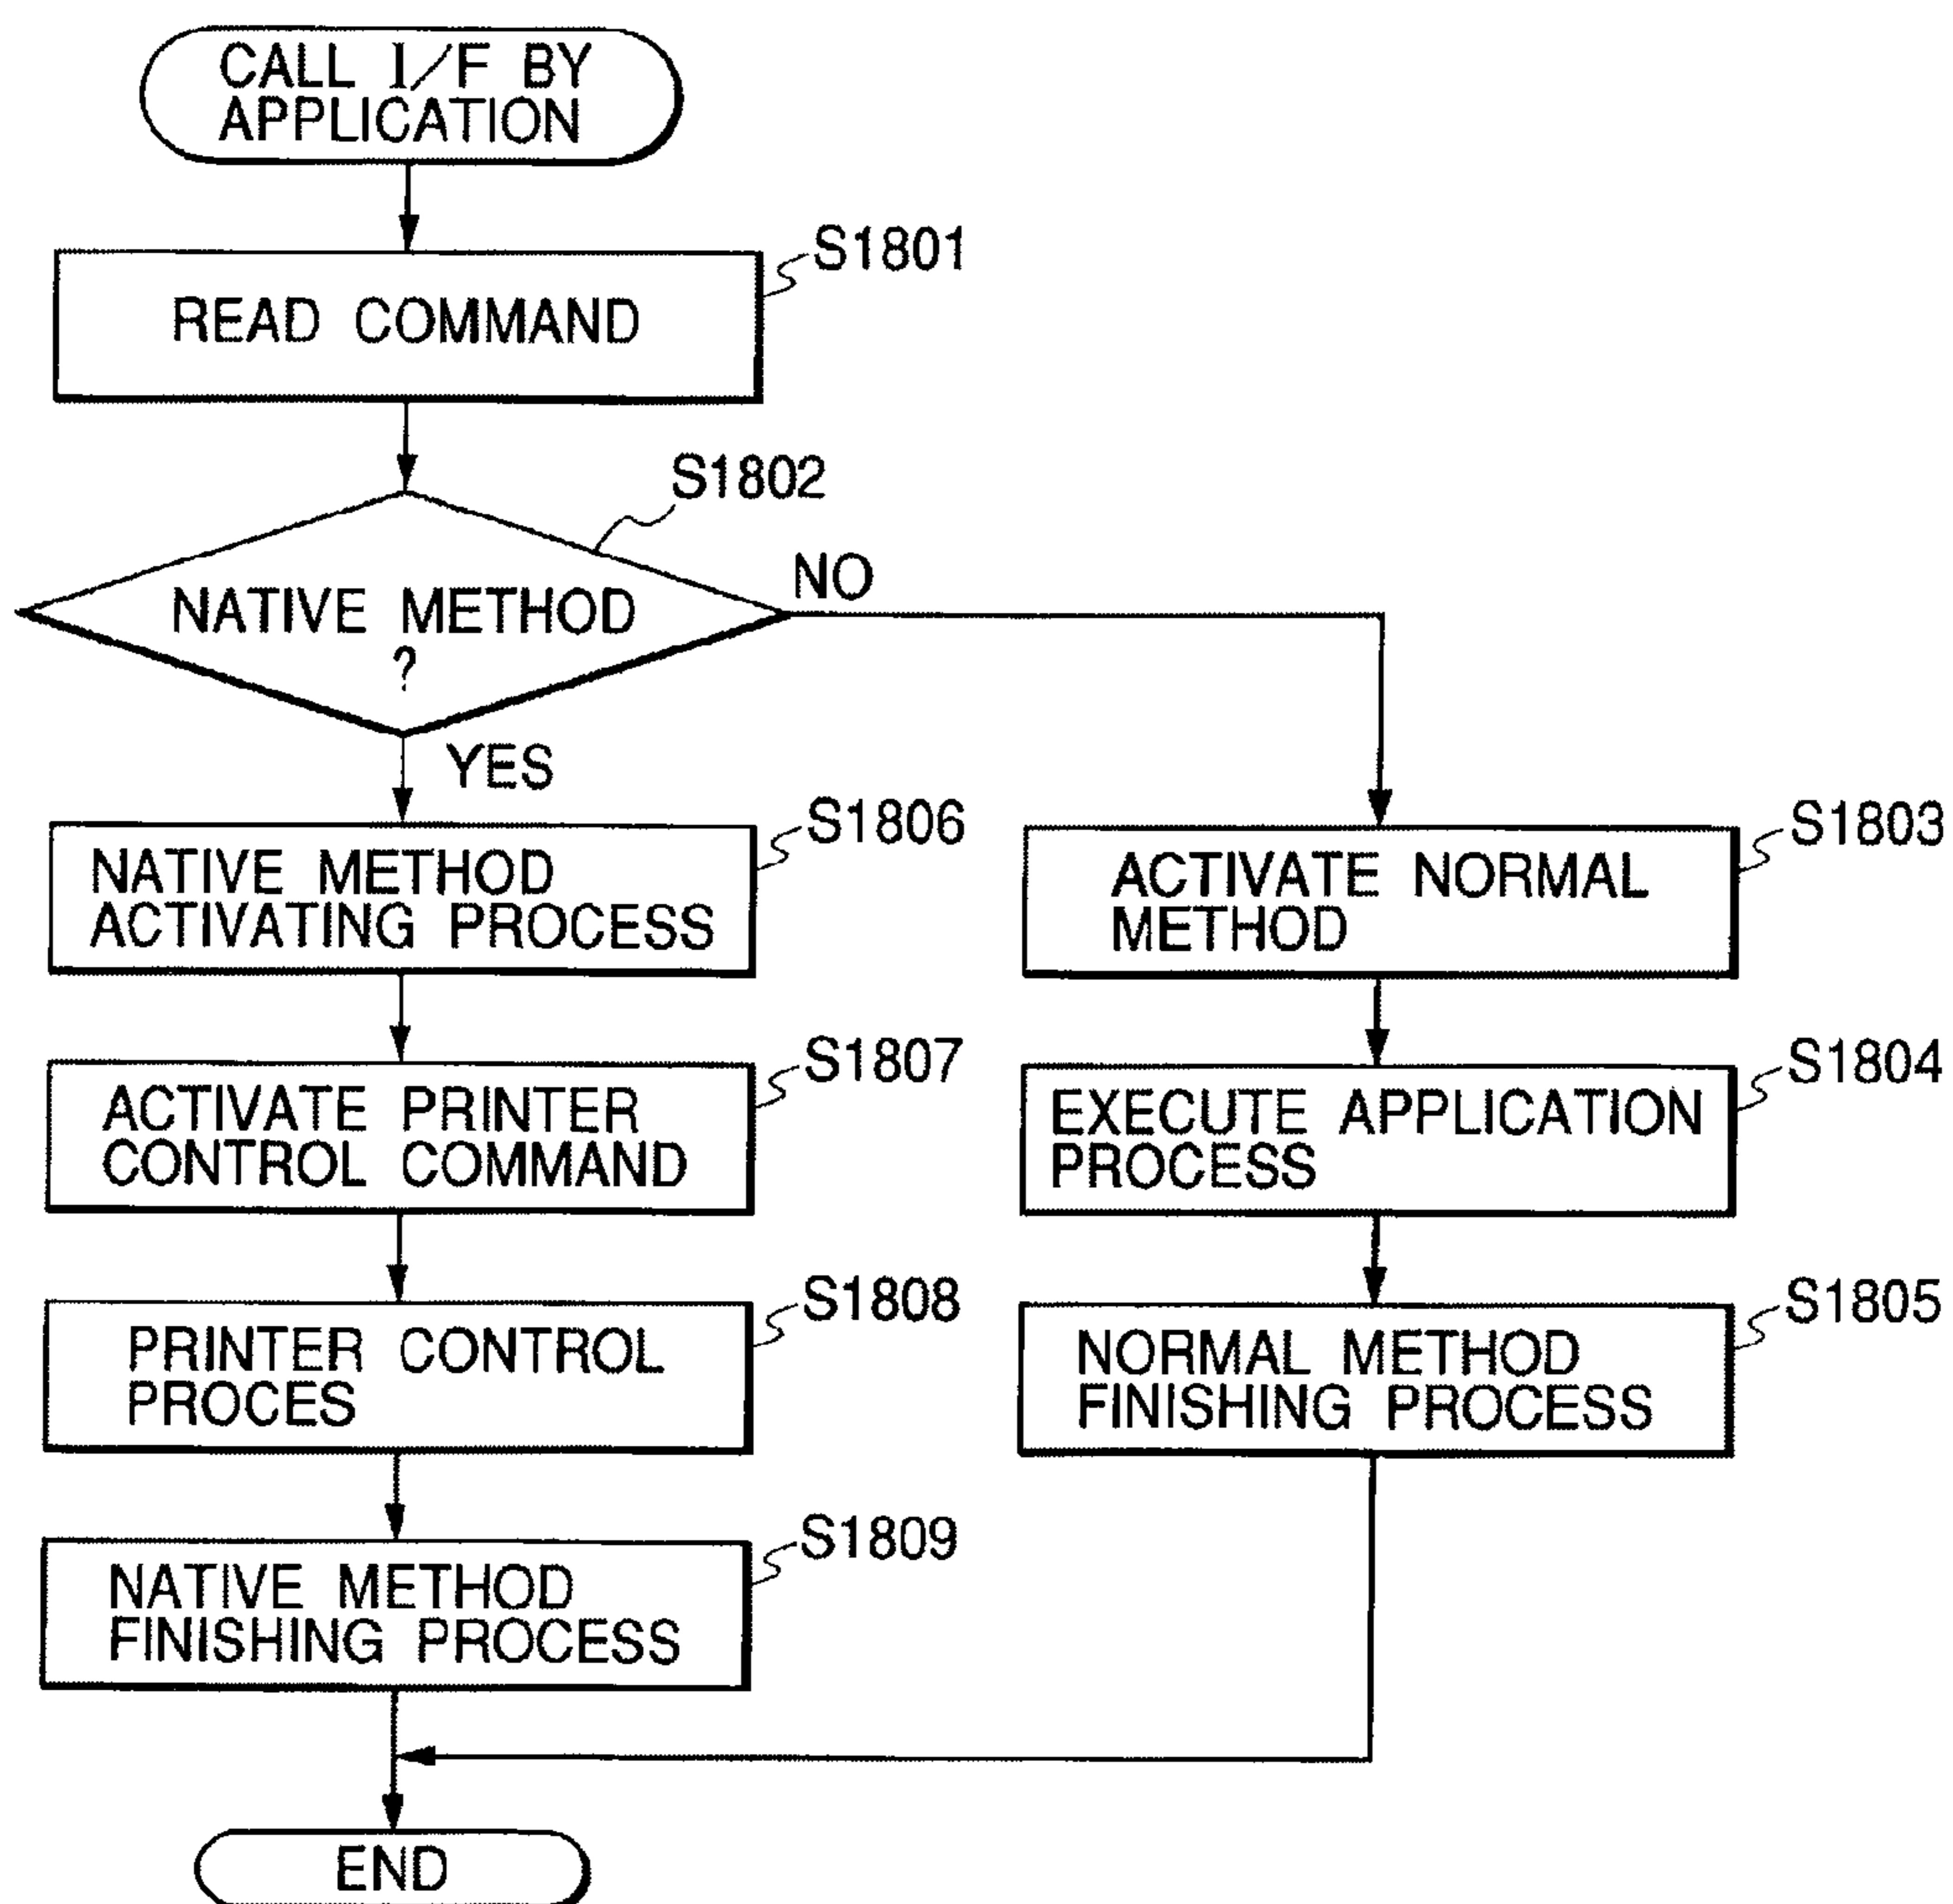 CALL I/F BY
APPLICATION
S1801
READ COMMAND
S1802
NATIVE METHOD
?
NO
YES
S1806
NATIVE METHOD
ACTIVATING PROCESS
S1803
ACTIVATE NORMAL
METHOD
S1807
ACTIVATE PRINTER
CONTROL COMMAND
S1804
EXECUTE APPLICATION
PROCESS
S1808
PRINTER CONTROL
PROCES
S1805
NORMAL METHOD
FINISHING PROCESS
S1809
NATIVE METHOD
FINISHING PROCESS
END